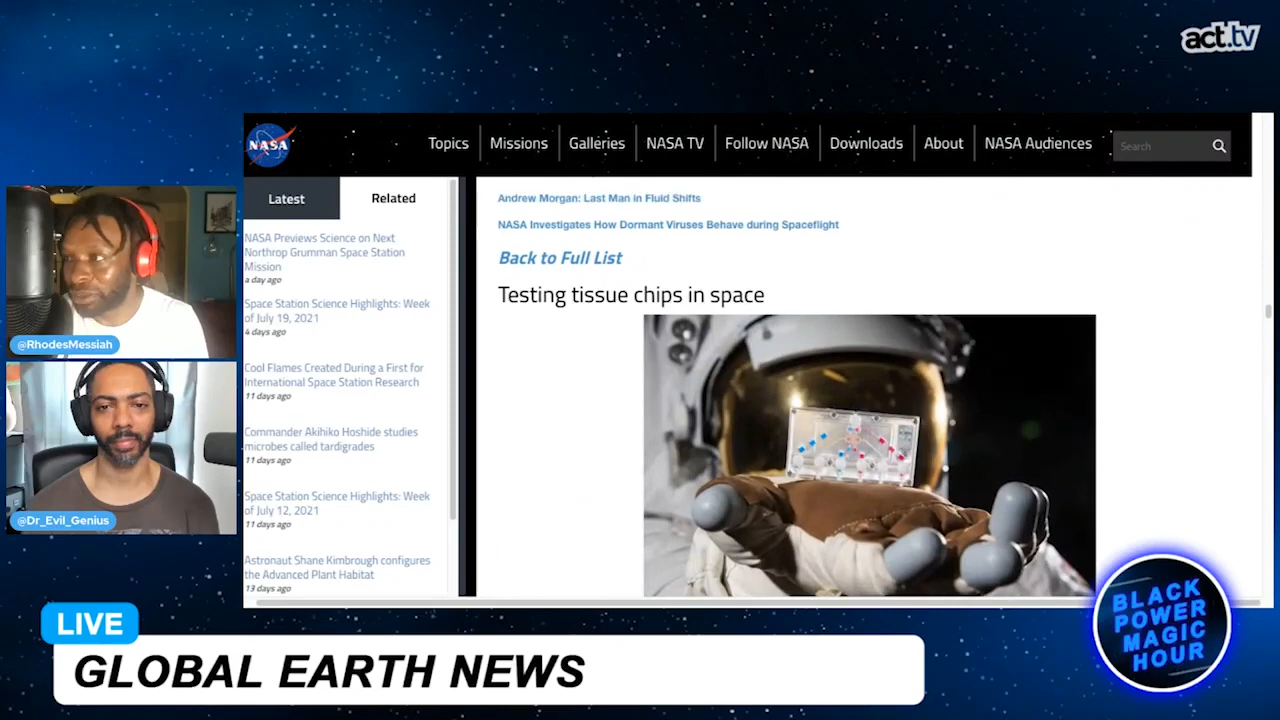 act.tv
NASA
Topics
Missions
Galleries
NASA TV
Follow NASA
Downloads
About
NASA Audiences
Search
Latest
Related
NASA Previews Science on Next
Northrop Grumman Space Station
Mission
a day ago
Space Station Science Highlights: Week
of July 19, 2021
4 days ago
Cool Flames Created During a First for
International Space Station Research
11 days ago
Commander Akihiko Hoshide studies
microbes called tardigrades
11 days ago
Space Station Science Highlights: Week
of July 12, 2021
11 days ago
Astronaut Shane Kimbrough configures
the Advanced Plant Habitat
13 days ago
Andrew Morgan: Last Man in Fluid Shifts
NASA Investigates How Dormant Viruses Behave during Spaceflight
Back to Full List
Testing tissue chips in space
@RhodesMessiah
@Dr_Evil_Genius
LIVE
GLOBAL EARTH NEWS
BLACK
POWER
MAGIC
HOUR